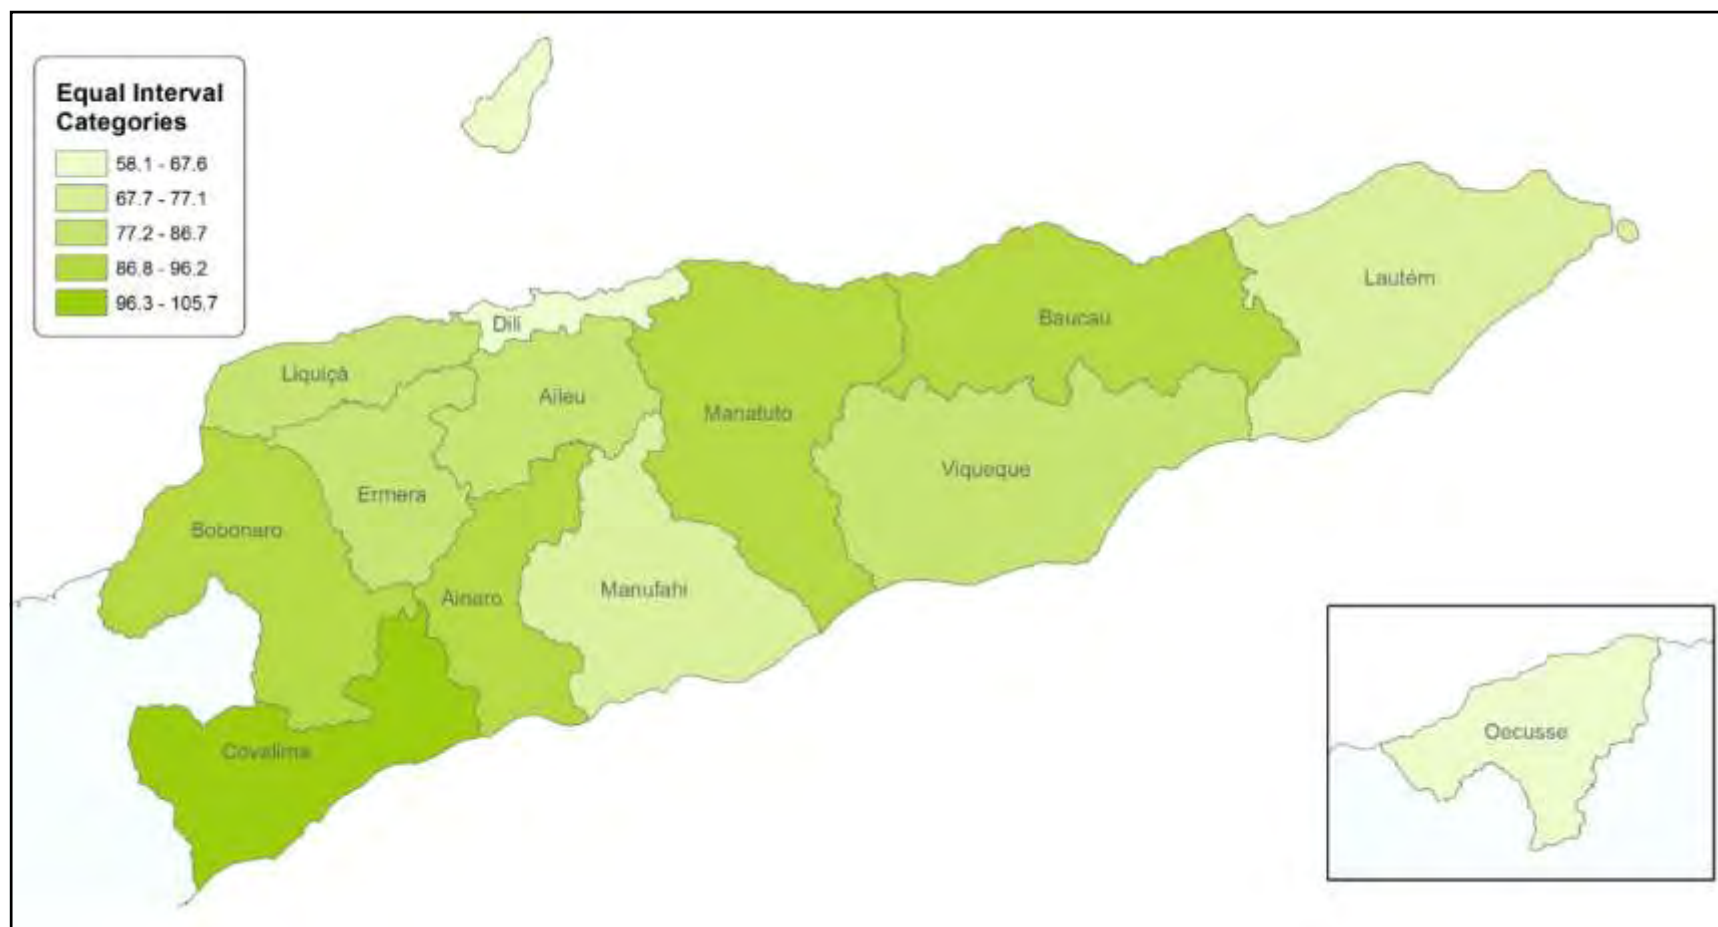 Equal Interval
Categories
58.1 - 67.6
67.7 - 77.1
77.2 - 86.7
86.8 - 96.2
96.3 - 105.7
Lautém
Baucau
Dili
Liquiçá
Aileu
Manatuto
Viqueque
Ermera
Bobonaro
Ainaro
Manufahi
Covalima
Oecusse